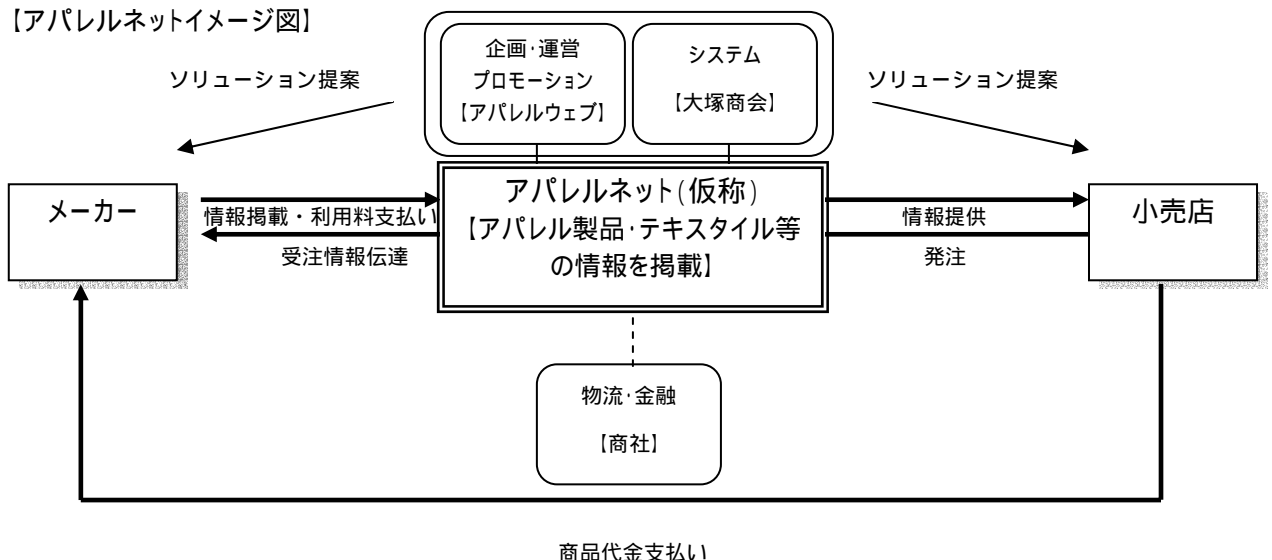 【アパレルネットイメージ図】
企画・運営
プロモーション
【アパレルウェブ】
システム
【大塚商会】
ソリューション提案
ソリューション提案
メーカー
情報掲載・利用料支払い
受注情報伝達
アパレルネット(仮称)
【アパレル製品・テキスタイル等
の情報を掲載】
情報提供
発注
小売店
物流・金融
【商社】
商品代金支払い